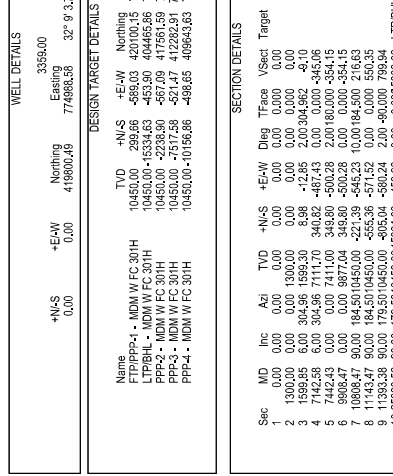 WELL DETAILS
3359.00
+N/-S +E/-W Northing Easting
0.00 0.00 419800.49 774988.58 32° 9' 3.
DESIGN TARGET DETAILS
Name TVD +N/-S +E/-W Northing
FTP/PPP-1 - MDM W FC 301H 10450.00 299.66 -589.03 420100.15
LTP/BHL - MDM W FC 301H 10450.00 -15334.63 -453.90 404465.86
PPP-2 - MDM W FC 301H 10450.00 -2238.90 -567.09 417561.59
PPP-3 - MDM W FC 301H 10450.00 -7517.58 -521.47 412282.91
PPP-4 - MDM W FC 301H 10450.00 -10156.86 -498.65 409643.63
SECTION DETAILS
Sec MD Inc Azi TVD +N/-S +E/-W Dleg TFace VSect Target
1 0.00 0.00 0.00 0.00 0.00 0.00 0.00 0.00 0.00
2 1300.00 0.00 0.00 1300.00 0.00 0.00 0.00 0.00 0.00
3 1599.85 6.00 304.96 1599.30 8.98 -12.85 2.00 304.962 -9.10
4 7142.58 6.00 304.96 7111.70 340.82 -487.43 0.00 0.000 -345.06
5 7442.43 0.00 0.00 7411.00 349.80 -500.28 2.00 180.000 -354.15
6 9908.47 0.00 0.00 9877.04 349.80 -500.28 0.00 0.000 -354.15
7 10808.47 90.00 184.50 10450.00 -221.39 -545.23 10.00 184.500 216.63
8 11143.47 90.00 184.50 10450.00 -555.36 -571.52 0.00 0.000 550.35
9 11393.38 90.00 179.50 10450.00 -805.04 -580.24 2.00 -90.000 799.94